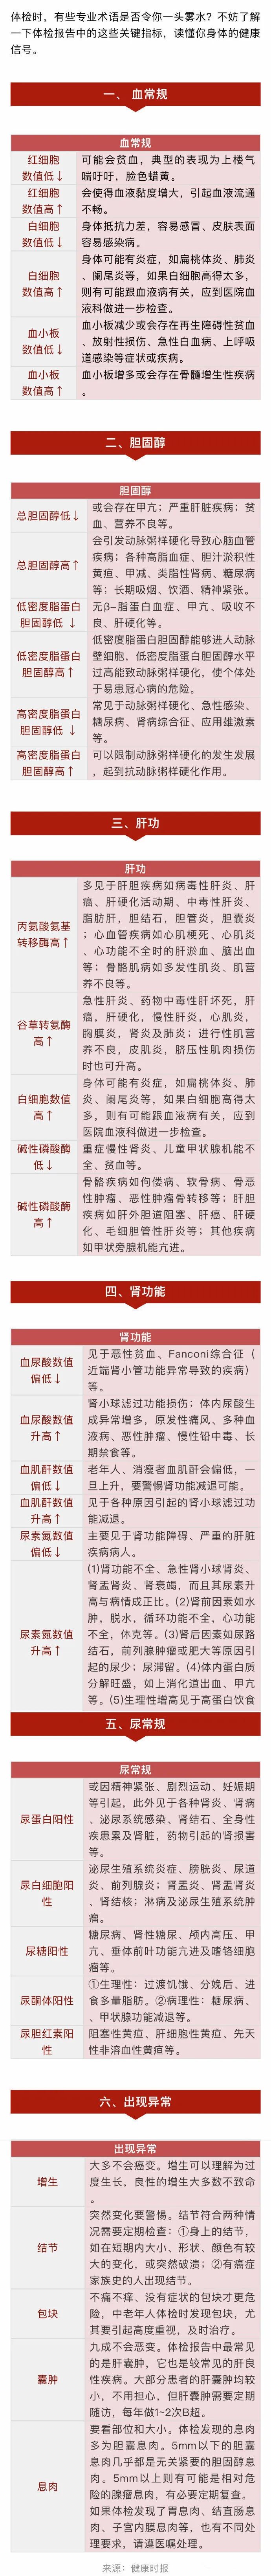 体检时，有些专业术语是否令你一头雾水？不妨了解
一下体检报告中的这些关键指标，读懂你身体的健康
信号。
一、 血常规
血常规
红细胞
数值低↓
可能会贫血，典型的表现为上楼气
喘吁吁，脸色蜡黄。
红细胞
数值高↑
会使得血液黏度增大，引起血液流通
不畅。
白细胞
数值低↓
身体抵抗力差，容易感冒、皮肤表面
容易感染病。
白细胞
数值高↑
身体可能有炎症，如扁桃体炎、肺炎
、阑尾炎等，如果白细胞高得太多，
则有可能跟血液病有关，应到医院血
液科做进一步检查。
血小板
数值低↓
血小板减少或会存在再生障碍性贫血
、放射性损伤、急性白血病、上呼吸
道感染等症状或疾病。
血小板
数值高↑
血小板增多或会存在骨髓增生性疾病
。
二、胆固醇
胆固醇
总胆固醇低↓
或会存在甲亢；严重肝脏疾病；贫
血、营养不良等。
总胆固醇高↑
会引发动脉粥样硬化导致心脑血管
疾病；各种高脂血症、胆汁淤积性
黄疸、甲减、类脂性肾病、糖尿病
等；长期吸烟、饮酒、精神紧张。
低密度脂蛋白
胆固醇低 ↓
无β-脂蛋白血症、甲亢、吸收不
良、肝硬化等。
低密度脂蛋白
胆固醇高↑
低密度脂蛋白胆固醇能够进人动脉
壁细胞，低密度脂蛋白胆固醇水平
过高能致动脉粥样硬化，使个体处
于易患冠心病的危险。
高密度脂蛋白
胆固醇低 ↓
常见于动脉粥样硬化、急性感染、
糖尿病、肾病综合征、应用雄激素
等。
高密度脂蛋白
胆固醇高↑
可以限制动脉粥样硬化的发生发展
，起到抗动脉粥样硬化作用。
三、肝功
肝功
丙氨酸氨基
转移酶高↑
多见于肝胆疾病如病毒性肝炎、肝
癌、肝硬化活动期、中毒性肝炎、
脂肪肝，胆结石，胆管炎，胆囊炎
；心血管疾病如心肌梗死、心肌炎
、心功能不全时的肝淤血、脑出血
等；骨骼肌病如多发性肌炎、肌营
养不良等。
谷草转氨酶
高↑
急性肝炎、药物中毒性肝坏死，肝
癌，肝硬化，慢性肝炎，心肌炎，
胸膜炎，肾炎及肺炎；进行性肌营
养不良，皮肌炎，挤压性肌肉损伤
时也可升高。
白细胞数值
高↑
身体可能有炎症，如扁桃体炎、肺
炎、阑尾炎等，如果白细胞高得太
多，则有可能跟血液病有关，应到
医院血液科做进一步检查。
碱性磷酸酶
低↓
重症慢性肾炎、儿童甲状腺机能不
全、贫血等。
碱性磷酸酶
高↑
骨骼疾病如佝偻病、软骨病、骨恶
性肿瘤、恶性肿瘤骨转移等；肝胆
疾病如肝外胆道阻塞、肝癌、肝硬
化、毛细胆管性肝炎等；其他疾病
如甲状旁腺机能亢进。
四、肾功能
肾功能
血尿酸数值
偏低↓
见于恶性贫血、Fanconi综合征（
近端肾小管功能异常导致的疾病）
等。
血尿酸数值
升高↑
肾小球滤过功能损伤；体内尿酸生
成异常增多，原发性痛风、多种血
液病、恶性肿瘤、慢性铅中毒、长
期禁食等。
血肌酐数值
偏低↓
老年人、消瘦者血肌酐会偏低，一
旦上升，要警惕肾功能减退可能。
血肌酐数值
升高↑
见于各种原因引起的肾小球滤过功
能减退。
尿素氮数值
偏低↓
主要见于肾功能障碍、严重的肝脏
疾病病人。
尿素氮数值
升高↑
(1)肾功能不全、急性肾小球肾炎、
肾盂肾炎、肾衰竭，而且其尿素升
高与病情成正比。(2)肾前因素如水
肿，脱水，循环功能不全，心功能
不全，休克等。(3)肾后因素如尿路
结石，前列腺肿瘤或肥大等原因引
起的尿少；尿滞留。(4)体内蛋白质
分解旺盛，如上消化道出血、甲亢
等。(5)生理性增高见于高蛋白饮食
五、尿常规
尿常规
尿蛋白阳性
或因精神紧张、剧烈运动、妊娠期
等引起，此外见于各种肾炎、肾病
、泌尿系统感染、肾结石、全身性
疾患累及肾脏，药物引起的肾损害
等。
尿白细胞阳
性
泌尿生殖系统炎症、膀胱炎、尿道
炎、前列腺炎；肾盂炎、肾盂肾炎
、肾结核；淋病及泌尿生殖系统肿
瘤。
尿糖阳性
糖尿病、肾性糖尿、颅内高压、甲
亢、垂体前叶功能亢进及嗜铬细胞
瘤等。
尿酮体阳性
①生理性：过渡饥饿、分娩后、进
食多量脂肪。②病理性：糖尿病、
、甲状腺功能减退等。
尿胆红素阳
性
阻塞性黄疸、肝细胞性黄疸、先天
性非溶血性黄疸等。
六、出现异常
出现异常
增生
大多不会癌变。增生可以理解为过
度生长，良性的增生大多数不致命
。
结节
突然变化要警惕。结节符合两种情
况需要定期检查：①身上的结节，
如在短期内大小、形状、颜色有较
大的变化，或突然破溃；②有癌症
家族史的人出现结节。
包块
不痛不痒、没有症状的包块才更危
险，中老年人体检时发现包块，尤
其要引起高度重视，及时治疗。
囊肿
九成不会恶变。体检报告中最常见
的是肝囊肿，它也是较常见的肝良
性疾病。大部分患者的肝囊肿均较
小，不用担心，但肝囊肿需要定期
随访，每年做1~2次B超。
息肉
要看部位和大小。体检发现的息肉
多为胆囊息肉。5mm以下的胆囊
息肉几乎都是无关紧要的胆固醇息
肉。5mm以上则有可能是相对危
险的腺瘤息肉，有必要定期复查。
如果体检发现了胃息肉、结直肠息
肉、子宫内膜息肉等，也有不同处
理要求，请遵医嘱处理。
来源：健康时报